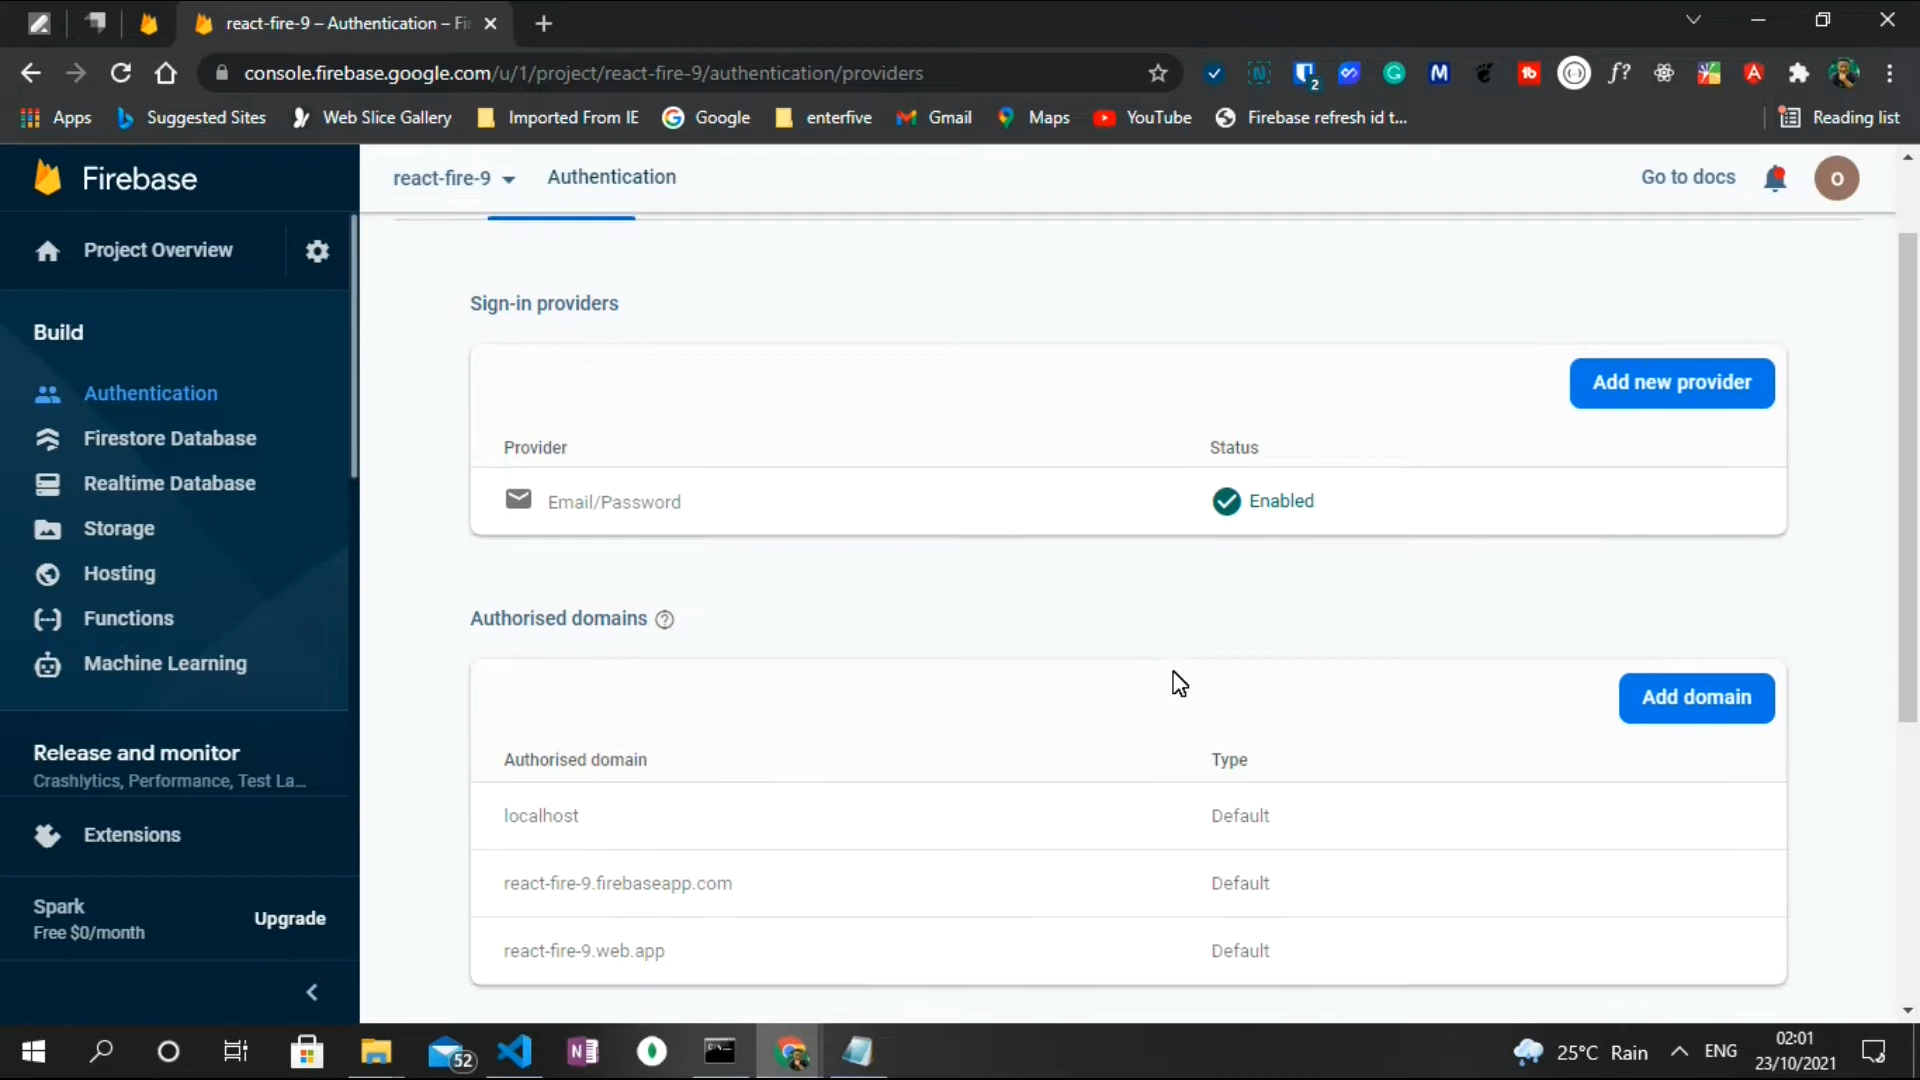 react-fire-9 – Authentication – Fi
console.firebase.google.com/u/1/project/react-fire-9/authentication/providers
Apps
Suggested Sites
Web Slice Gallery
Imported From IE
Google
enterfive
Gmail
Maps
YouTube
Firebase refresh id t...
Reading list
Firebase
react-fire-9
Authentication
Go to docs
o
Project Overview
Build
Authentication
Firestore Database
Realtime Database
Storage
Hosting
Functions
Machine Learning
Release and monitor
Crashlytics, Performance, Test La...
Extensions
Spark
Free $0/month
Upgrade
Sign-in providers
Add new provider
Provider
Status
Email/Password
Enabled
Authorised domains
Add domain
Authorised domain
Type
localhost
Default
react-fire-9.firebaseapp.com
Default
react-fire-9.web.app
Default
52
25°C Rain
ENG
02:01
23/10/2021